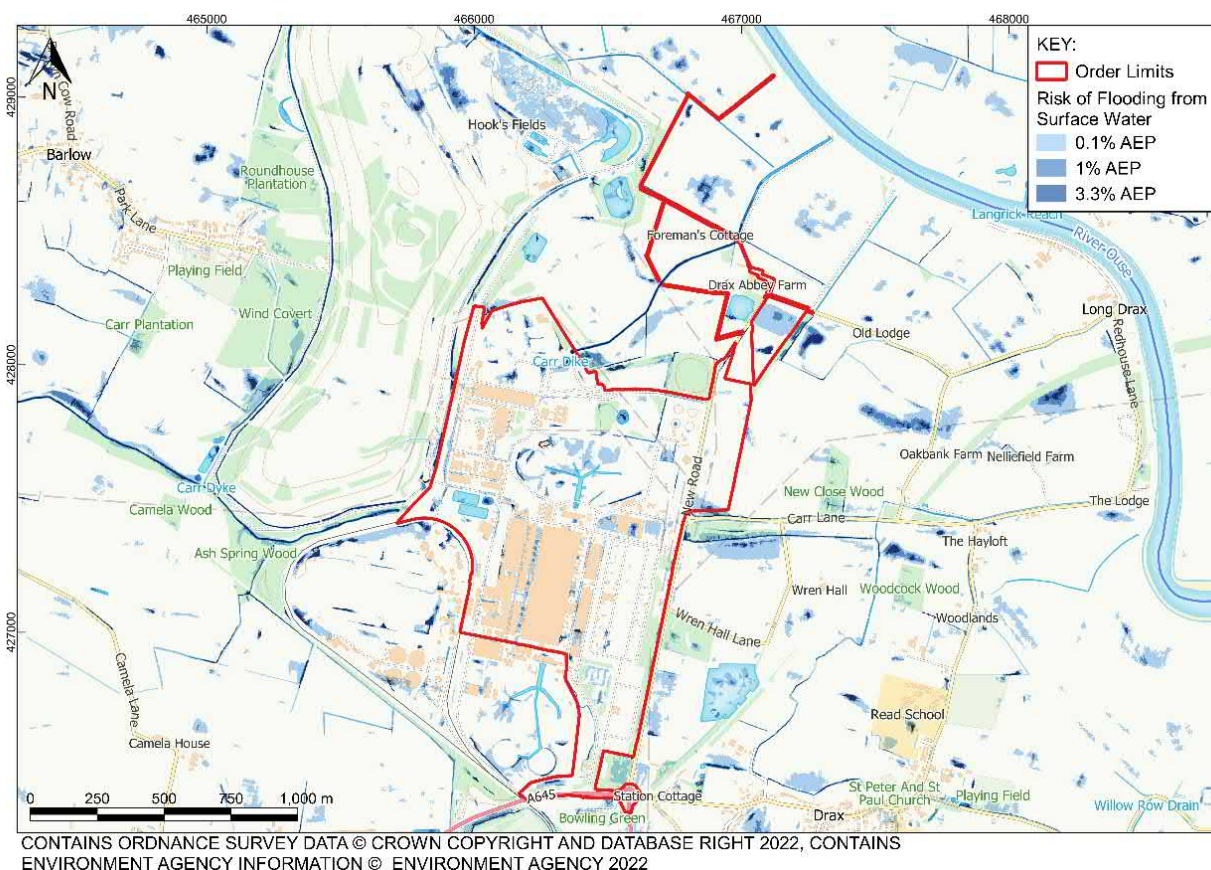 465000
466000
467000
468000
429000
428000
427000
N
Cow Road
Barlow
Park Lane
Roundhouse
Plantation
Playing Field
Wind Covert
Carr Plantation
Carr Dyke
Camela Wood
Ash Spring Wood
Camela Lane
Camela House
Hook's Fields
Foreman's Cottage
Drax Abbey Farm
Carr Dike
New Road
Old Lodge
Long Drax
Redhouse Lane
Langrick Reach
River Ouse
Oakbank Farm
Nelliefield Farm
New Close Wood
Carr Lane
The Lodge
The Hayloft
Wren Hall
Woodcock Wood
Woodlands
Wren Hall Lane
Read School
St Peter And St
Paul Church
Playing Field
Willow Row Drain
A645
Station Cottage
Bowling Green
Drax
KEY:
Order Limits
Risk of Flooding from
Surface Water
0.1% AEP
1% AEP
3.3% AEP
0 250 500 750 1,000 m
CONTAINS ORDNANCE SURVEY DATA © CROWN COPYRIGHT AND DATABASE RIGHT 2022, CONTAINS
ENVIRONMENT AGENCY INFORMATION © ENVIRONMENT AGENCY 2022